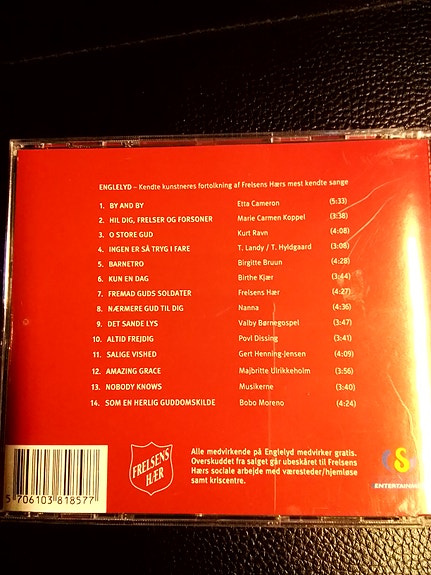 ENGLELYD – Kendte kunstneres fortolkning af Frelsens Hærs mest kendte sange
1. BY AND BY Etta Cameron (5:33)
2. HIL DIG, FRELSER OG FORSONER Marie Carmen Koppel (3:38)
3. O STORE GUD Kurt Ravn (4:08)
4. INGEN ER SÅ TRYG I FARE T. Landy / T. Hyldgaard (3:08)
5. BARNETRO Birgitte Bruun (4:28)
6. KUN EN DAG Birthe Kjær (3:44)
7. FREMAD GUDS SOLDATER Frelsens Hær (4:27)
8. NÆRMERE GUD TIL DIG Nanna (4:36)
9. DET SANDE LYS Valby Børnegospel (3:47)
10. ALTID FREJDIG Povl Dissing (3:41)
11. SALIGE VISHED Gert Henning-Jensen (4:09)
12. AMAZING GRACE Majbritte Ulrikkeholm (3:56)
13. NOBODY KNOWS Musikerne (3:40)
14. SOM EN HERLIG GUDDOMSKILDE Bobo Moreno (4:24)
FRELSENS
HÆR
Alle medvirkende på Englelyd medvirker gratis.
Overskuddet fra salget går ubeskåret til Frelsens
Hærs sociale arbejde med væresteder/hjemløse
samt kriscentre.
S
ENTERTAINM
5 706103 818577